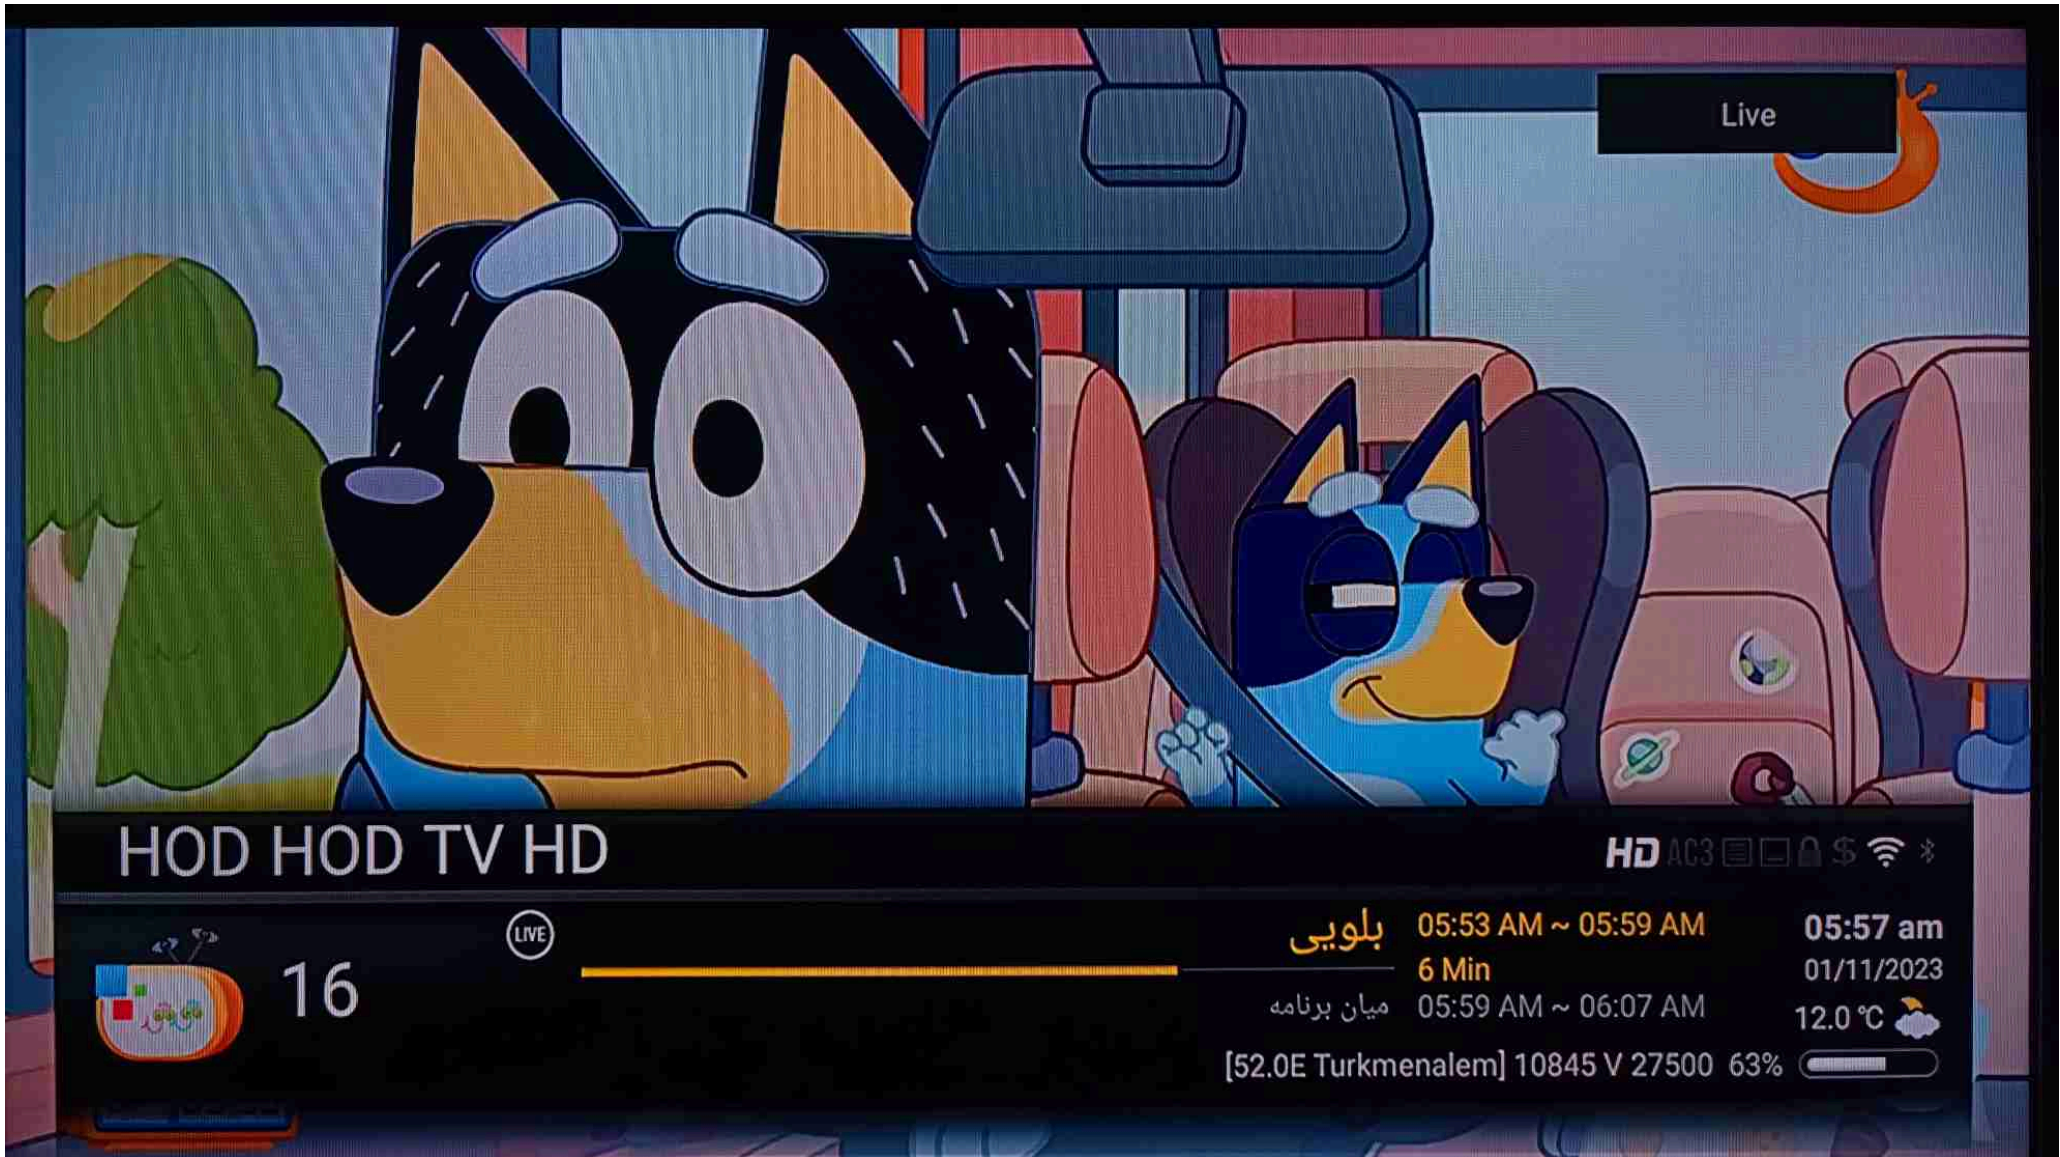 Live
HOD HOD TV HD
HD AC3 $
16
LIVE
بلویی 05:53 AM ~ 05:59 AM
6 Min
میان برنامه 05:59 AM ~ 06:07 AM
05:57 am
01/11/2023
12.0 °C
[52.0E Turkmenalem] 10845 V 27500 63%